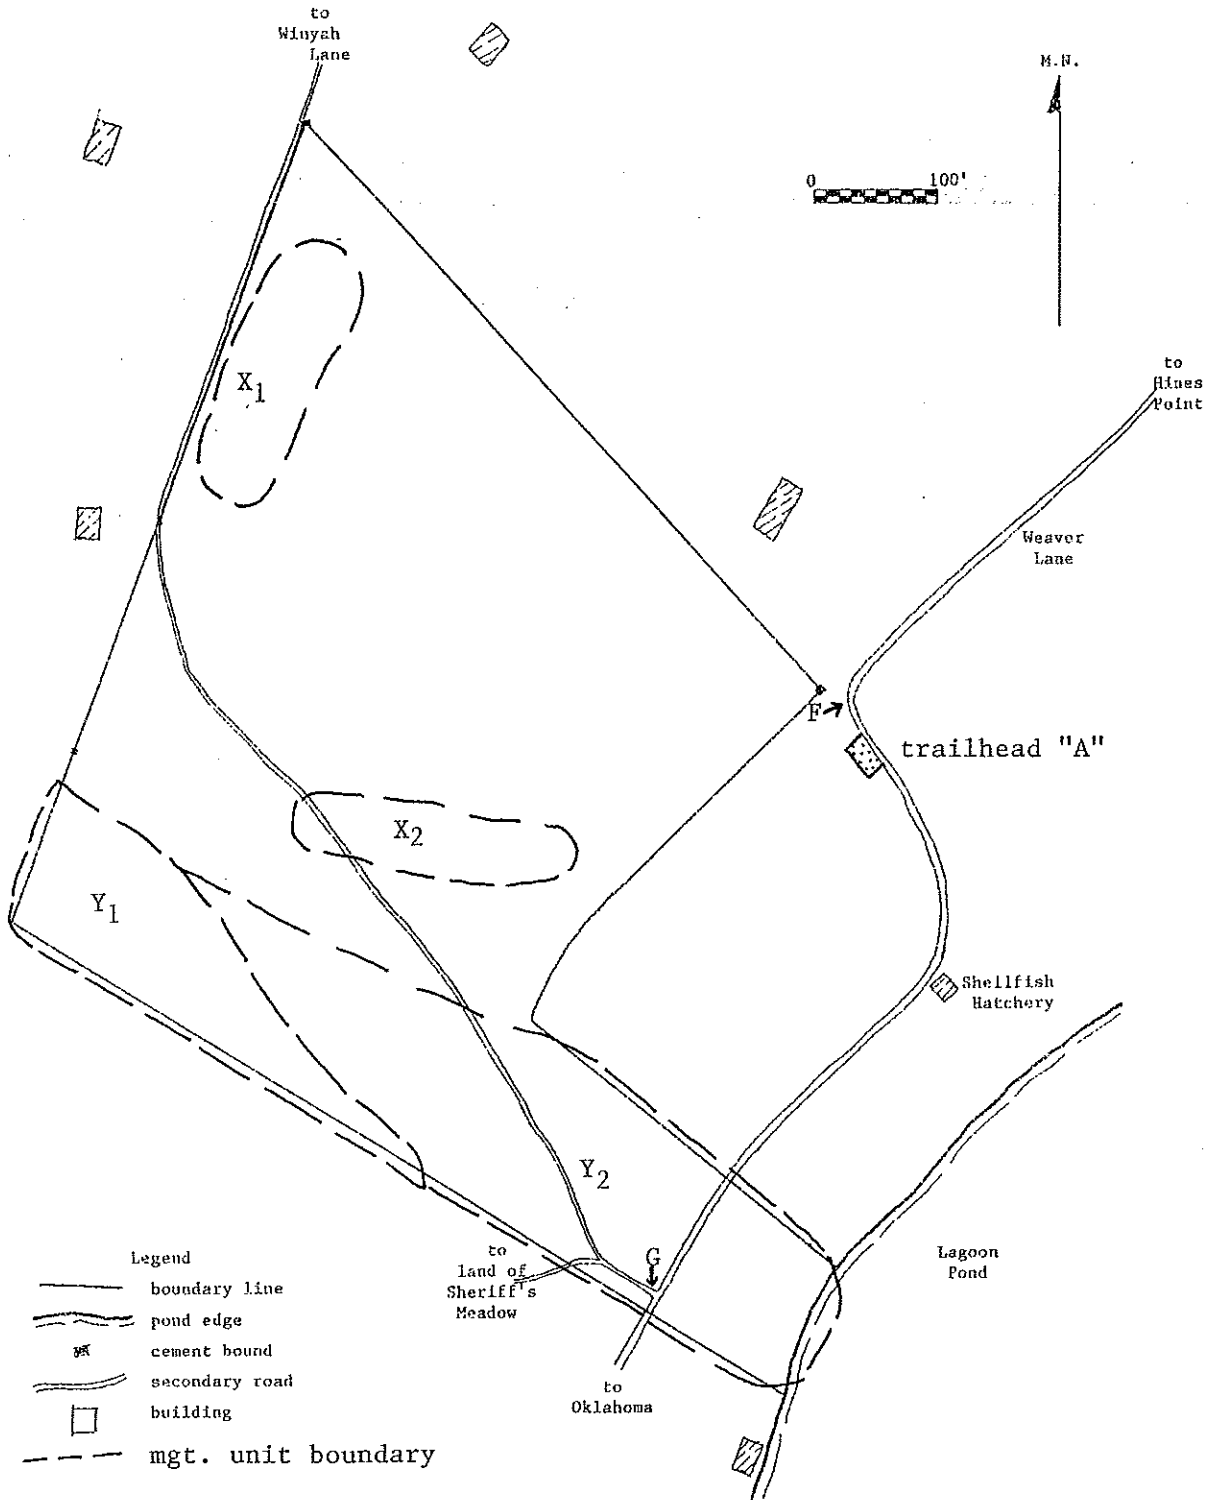 to
Winyah
Lane
M.N.
0 100'
to
Hines
Point
X1
Weaver
Lane
F
trailhead "A"
X2
Y1
Shellfish
Hatchery
Y2
G
Lagoon
Pond
to
land of
Sheriff's
Meadow
to
Oklahoma
Legend
boundary line
pond edge
cement bound
secondary road
building
mgt. unit boundary